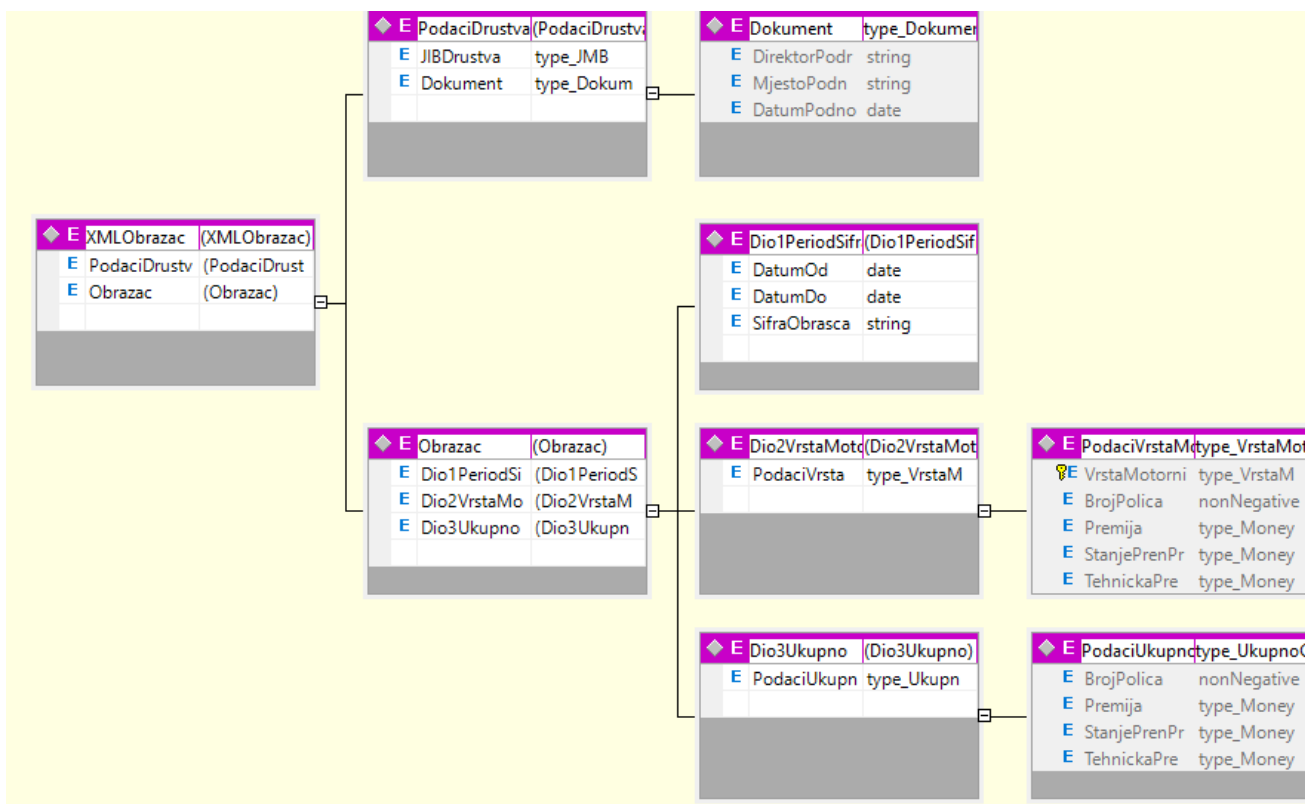 E XMLObrazac (XMLObrazac)
E PodaciDrustv (PodaciDrust
E Obrazac (Obrazac)
E PodaciDrustva (PodaciDrustva
E JIBDrustva type_JMB
E Dokument type_Dokum
E Dokument type_Dokumen
E DirektorPodr string
E MjestoPodn string
E DatumPodno date
E Obrazac (Obrazac)
E Dio1PeriodSi (Dio1PeriodS
E Dio2VrstaMo (Dio2VrstaM
E Dio3Ukupno (Dio3Ukupn
E Dio1PeriodSifr (Dio1PeriodSif
E DatumOd date
E DatumDo date
E SifraObrasca string
E Dio2VrstaMoto (Dio2VrstaMot
E PodaciVrsta type_VrstaM
E PodaciVrstaMo type_VrstaMot
E VrstaMotorni type_VrstaM
E BrojPolica nonNegative
E Premija type_Money
E StanjePrenPr type_Money
E TehnickaPre type_Money
E Dio3Ukupno (Dio3Ukupno)
E PodaciUkupn type_Ukupn
E PodaciUkupno type_UkupnoO
E BrojPolica nonNegative
E Premija type_Money
E StanjePrenPr type_Money
E TehnickaPre type_Money